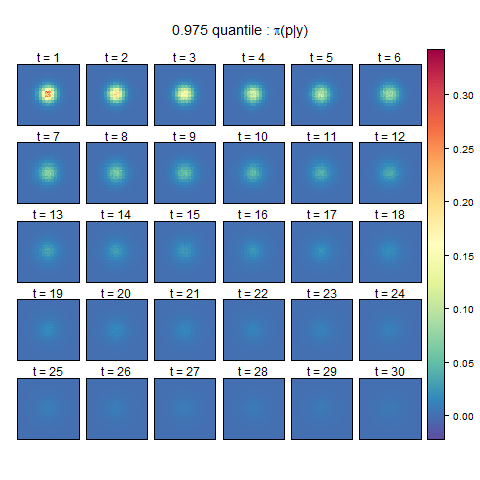 0.975 quantile : π(p|y)
t = 1 t = 2 t = 3 t = 4 t = 5 t = 6
t = 7 t = 8 t = 9 t = 10 t = 11 t = 12
t = 13 t = 14 t = 15 t = 16 t = 17 t = 18
t = 19 t = 20 t = 21 t = 22 t = 23 t = 24
t = 25 t = 26 t = 27 t = 28 t = 29 t = 30
0.30
0.25
0.20
0.15
0.10
0.05
0.00